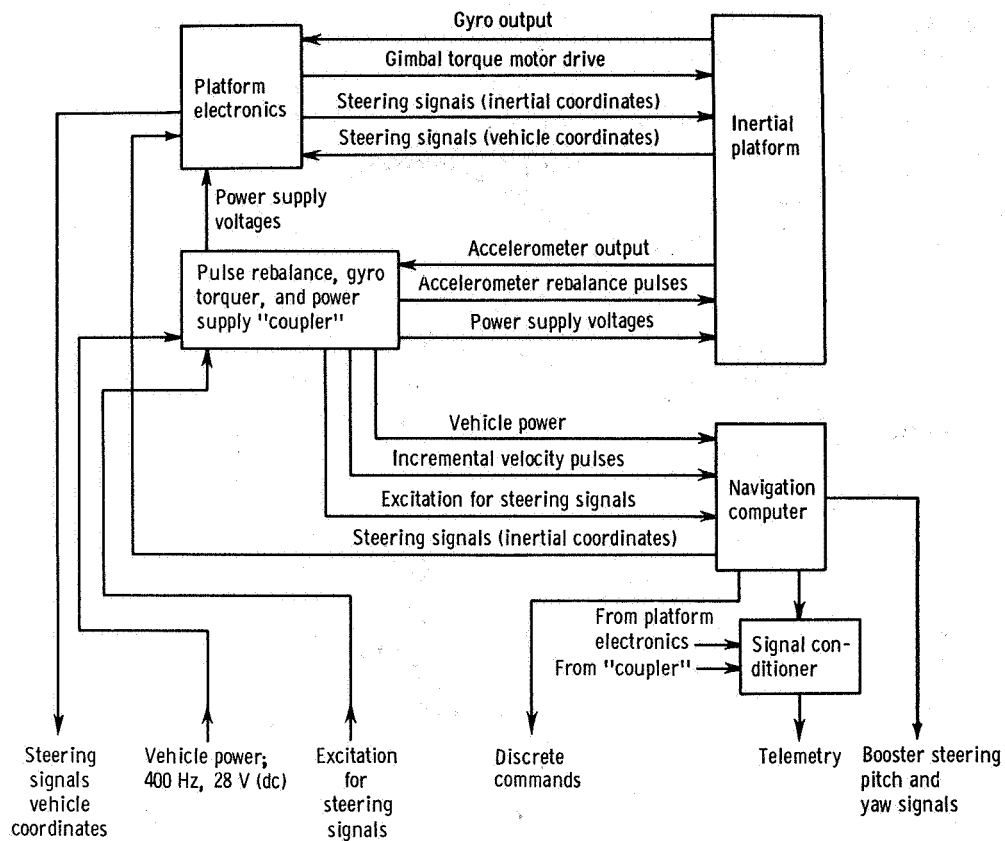 Gyro output
Gimbal torque motor drive
Platform
electronics
Steering signals (inertial coordinates)
Steering signals (vehicle coordinates)
Inertial
platform
Power supply
voltages
Accelerometer output
Pulse rebalance, gyro
torquer, and power
supply "coupler"
Accelerometer rebalance pulses
Power supply voltages
Vehicle power
Incremental velocity pulses
Excitation for steering signals
Steering signals (inertial coordinates)
Navigation
computer
From platform
electronics
From "coupler"
Signal con-
ditioner
Steering
signals
vehicle
coordinates
Vehicle power;
400 Hz, 28 V (dc)
Excitation
for
steering
signals
Discrete
commands
Telemetry
Booster steering
pitch and
yaw signals